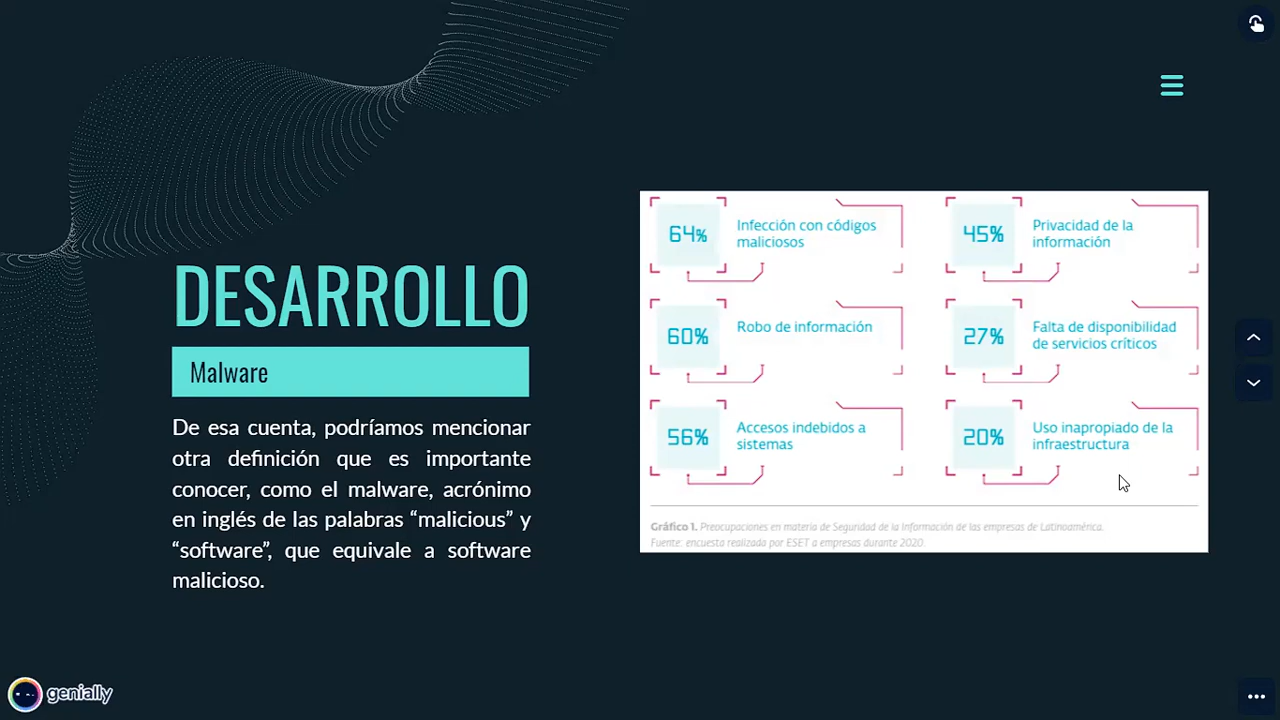 DESARROLLO
Malware
De esa cuenta, podríamos mencionar
otra definición que es importante
conocer, como el malware, acrónimo
en inglés de las palabras “malicious” y
“software”, que equivale a software
malicioso.
64%
Infección con códigos
maliciosos
45%
Privacidad de la
información
60%
Robo de información
27%
Falta de disponibilidad
de servicios críticos
56%
Accesos indebidos a
sistemas
20%
Uso inapropiado de la
infraestructura
Gráfico 1. Preocupaciones en materia de Seguridad de la Información de las empresas de Latinoamérica.
Fuente: encuesta realizada por ESET a empresas durante 2020.
genially